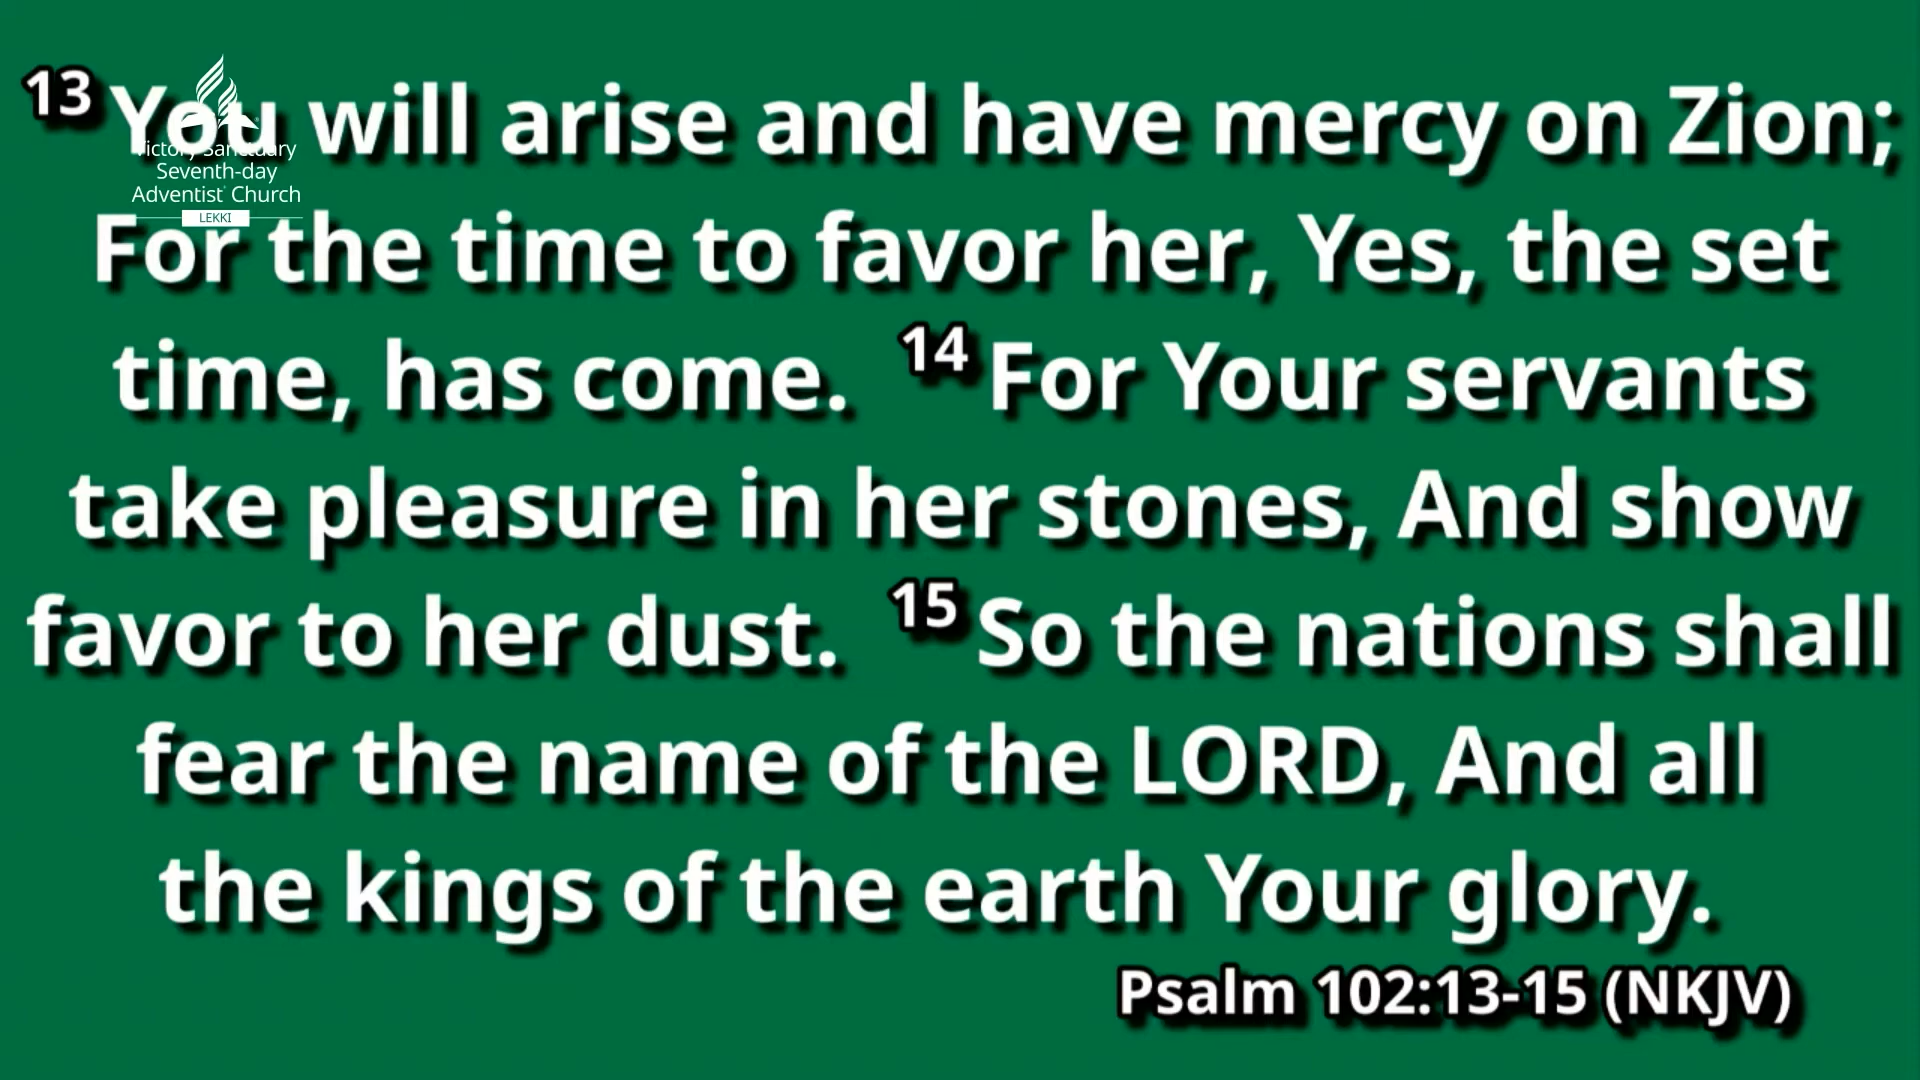 13 You will arise and have mercy on Zion;
Victory Sanctuary
Seventh-day
Adventist Church
LEKKI
For the time to favor her, Yes, the set
time, has come. 14 For Your servants
take pleasure in her stones, And show
favor to her dust. 15 So the nations shall
fear the name of the LORD, And all
the kings of the earth Your glory.
Psalm 102:13-15 (NKJV)